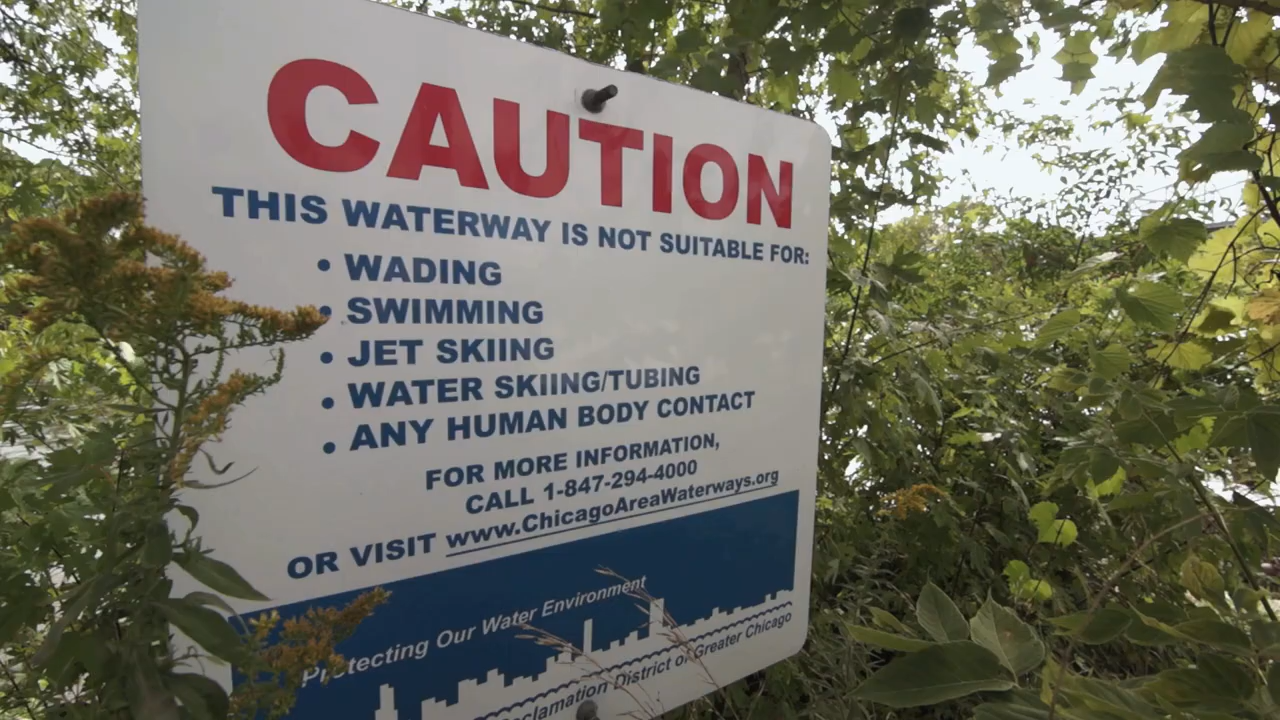 CAUTION
THIS WATERWAY IS NOT SUITABLE FOR:
• WADING
• SWIMMING
• JET SKIING
• WATER SKIING/TUBING
• ANY HUMAN BODY CONTACT
FOR MORE INFORMATION,
CALL 1-847-294-4000
OR VISIT www.ChicagoAreaWaterways.org
Protecting Our Water Environment
District of Greater Chicago